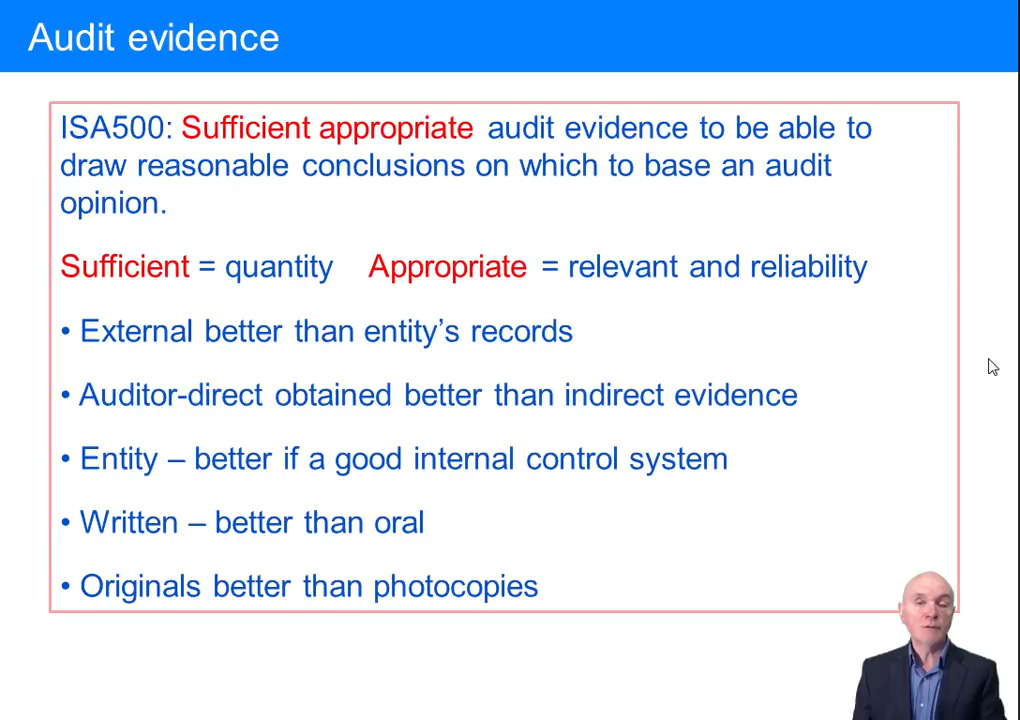 Audit evidence
ISA500: Sufficient appropriate audit evidence to be able to
draw reasonable conclusions on which to base an audit
opinion.
Sufficient = quantity Appropriate = relevant and reliability
• External better than entity’s records
• Auditor-direct obtained better than indirect evidence
• Entity – better if a good internal control system
• Written – better than oral
• Originals better than photocopies